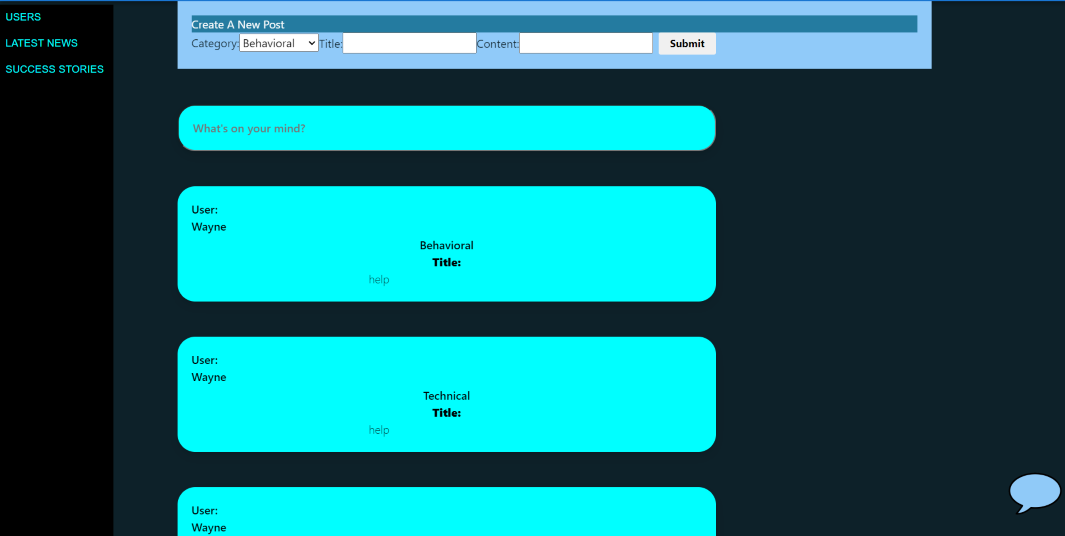 USERS
LATEST NEWS
SUCCESS STORIES
Create A New Post
Category: Behavioral Title: Content: Submit
What's on your mind?
User:
Wayne
Behavioral
Title:
help
User:
Wayne
Technical
Title:
help
User:
Wayne